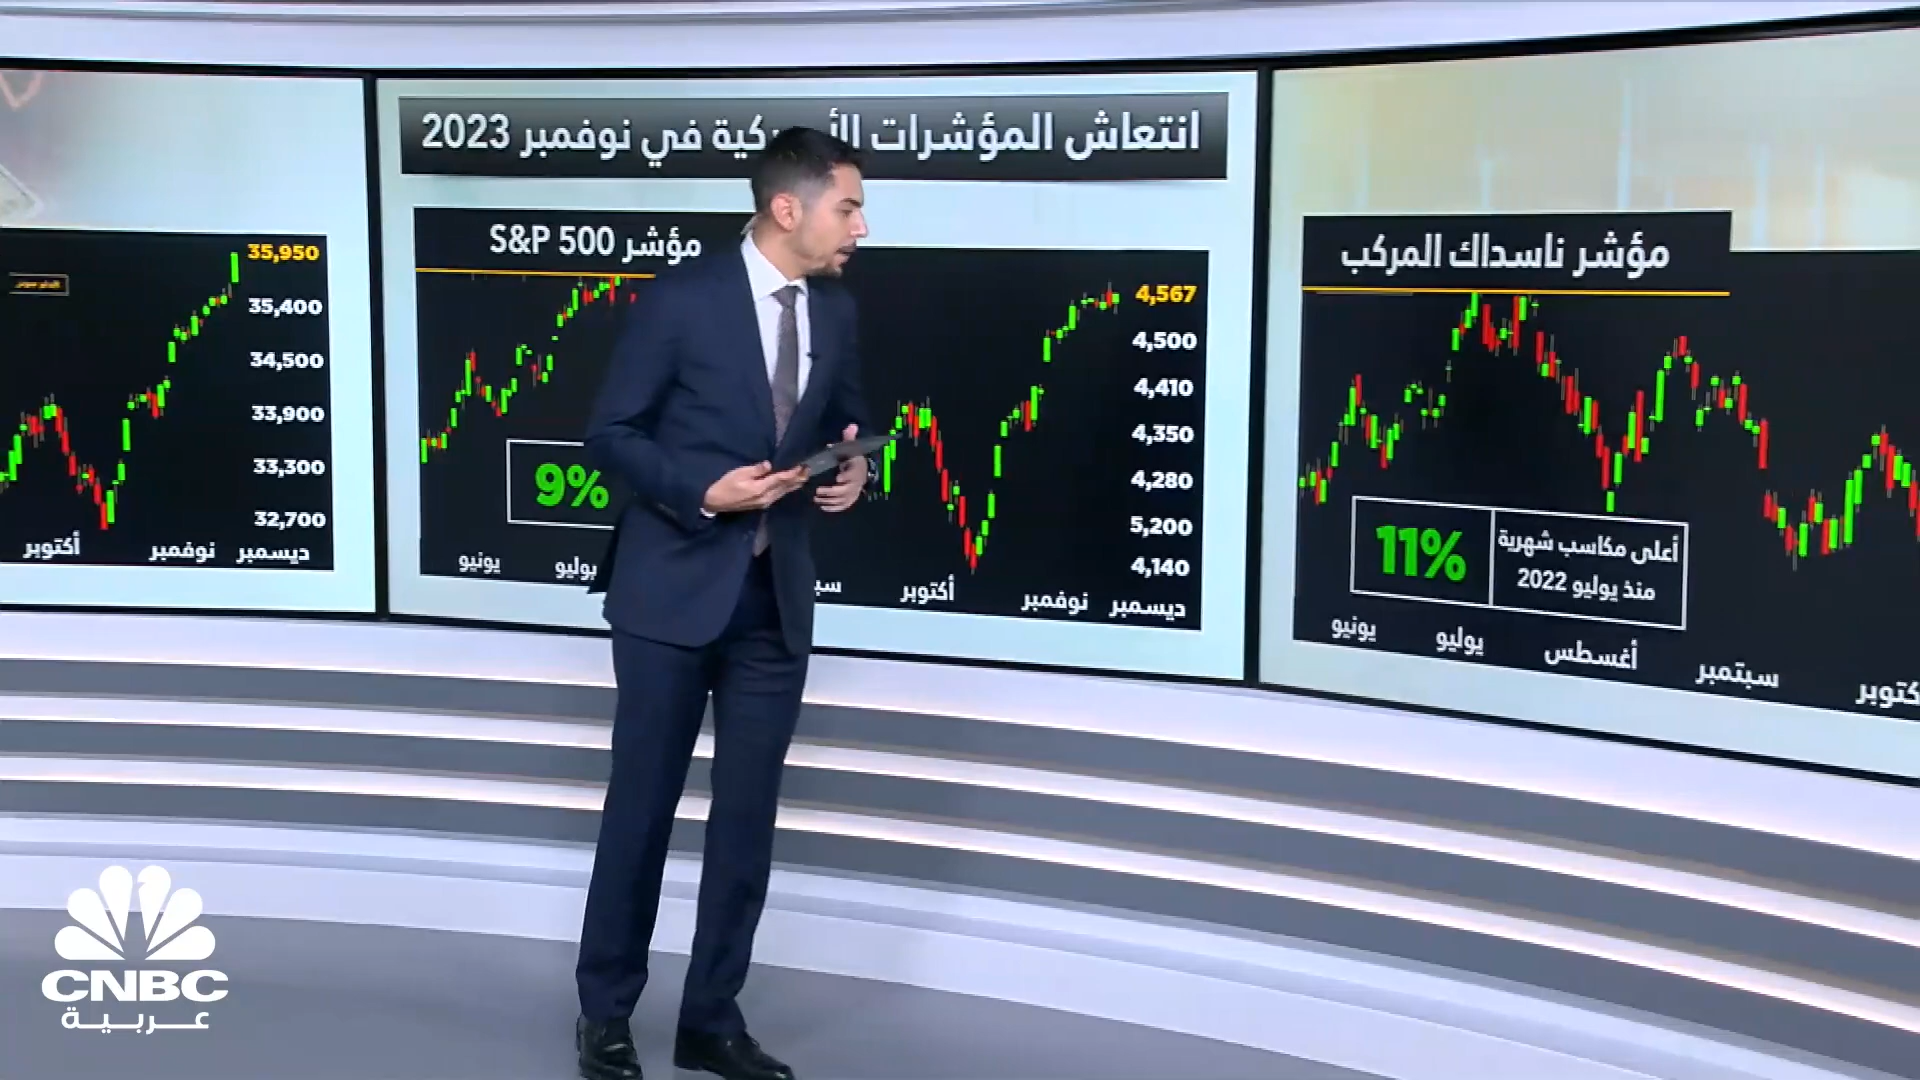 انتعاش المؤشرات الأمريكية في نوفمبر 2023
مؤشر ناسداك المركب
11%
أعلى مكاسب شهرية
منذ يوليو 2022
يونيو
يوليو
أغسطس
سبتمبر
كتوبر
مؤشر S&P 500
4,567
4,500
4,410
4,350
4,280
5,200
4,140
9%
يونيو
يوليو
سب
أكتوبر
نوفمبر
ديسمبر
35,950
35,400
34,500
33,900
33,300
32,700
أكتوبر
نوفمبر
ديسمبر
CNBC
عربية